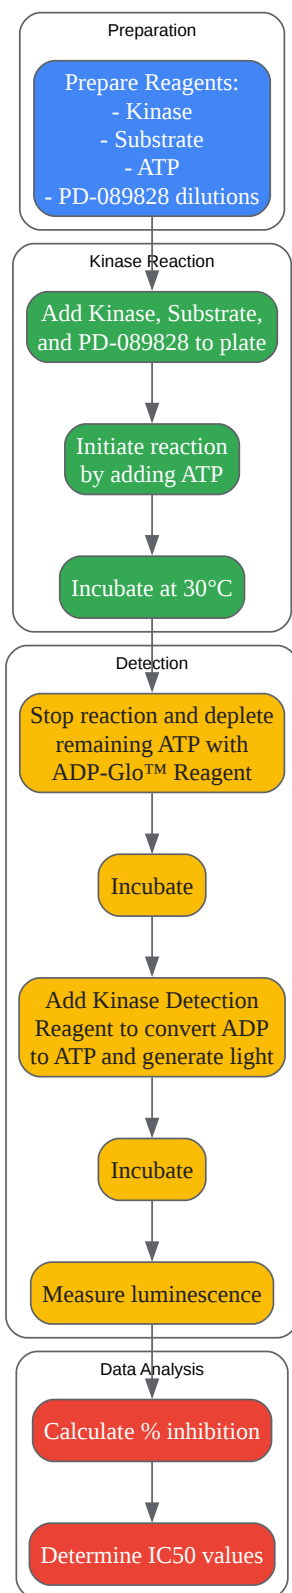 Preparation
Prepare Reagents:
- Kinase
- Substrate
- ATP
- PD-089828 dilutions
Kinase Reaction
Add Kinase, Substrate,
and PD-089828 to plate
Initiate reaction
by adding ATP
Incubate at 30°C
Detection
Stop reaction and deplete
remaining ATP with
ADP-Glo™ Reagent
Incubate
Add Kinase Detection
Reagent to convert ADP
to ATP and generate light
Incubate
Measure luminescence
Data Analysis
Calculate % inhibition
Determine IC50 values